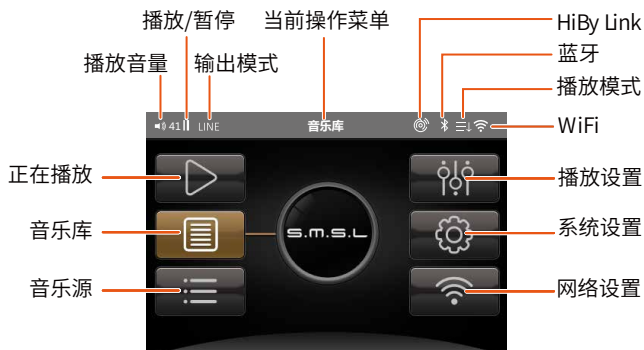 播放/暂停
当前操作菜单
HiBy Link
播放音量
输出模式
蓝牙
播放模式
41 LINE 音乐库
WiFi
正在播放
播放设置
音乐库
S.M.S.L
系统设置
音乐源
网络设置